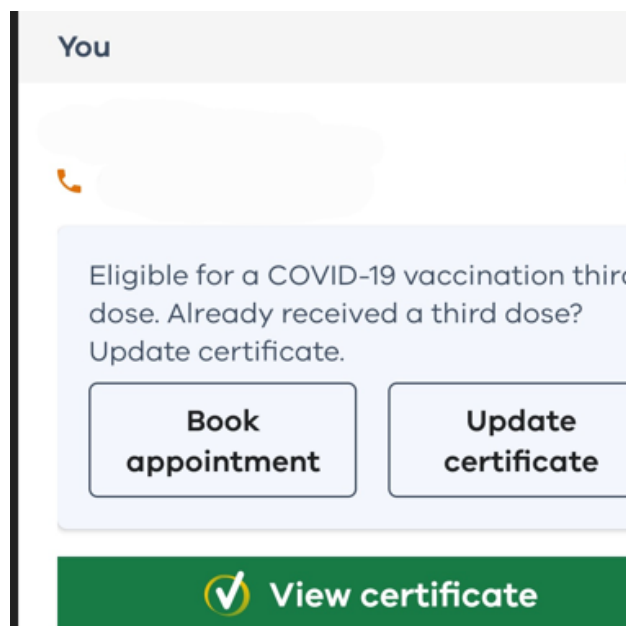 You
Eligible for a COVID-19 vaccination third
dose. Already received a third dose?
Update certificate.
Book
appointment
Update
certificate
View certificate